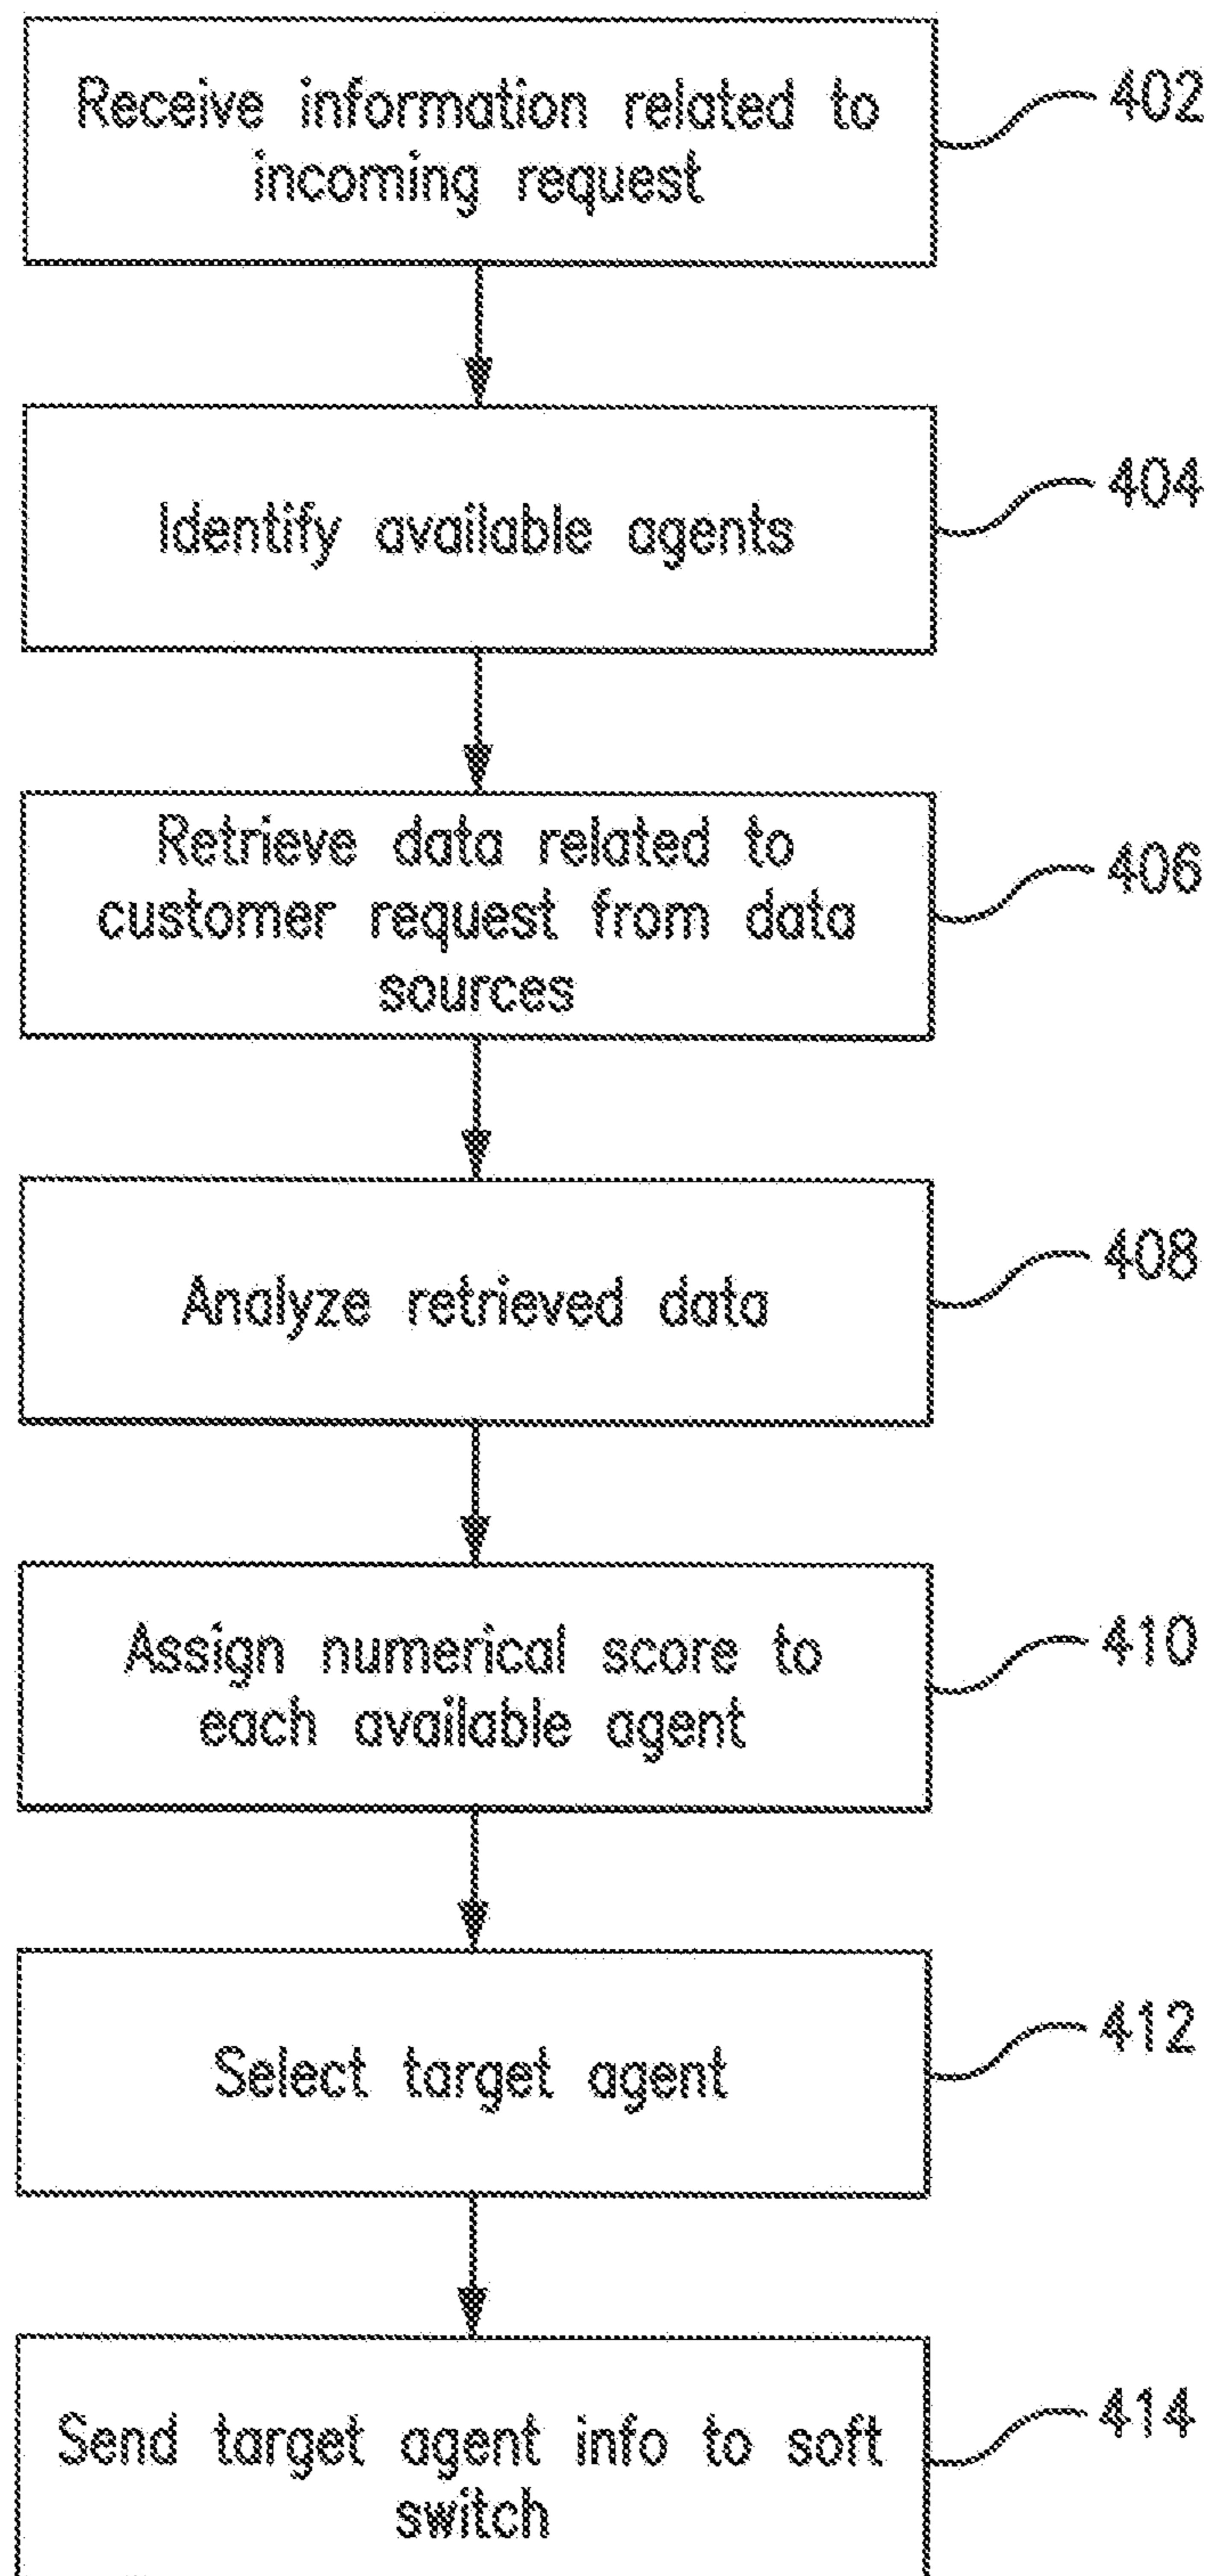 Receive information related to
incoming request
402
Identify available agents
404
Retrieve data related to
customer request from data
sources
406
Analyze retrieved data
408
Assign numerical score to
each available agent
410
Select target agent
412
Send target agent info to soft
switch
414